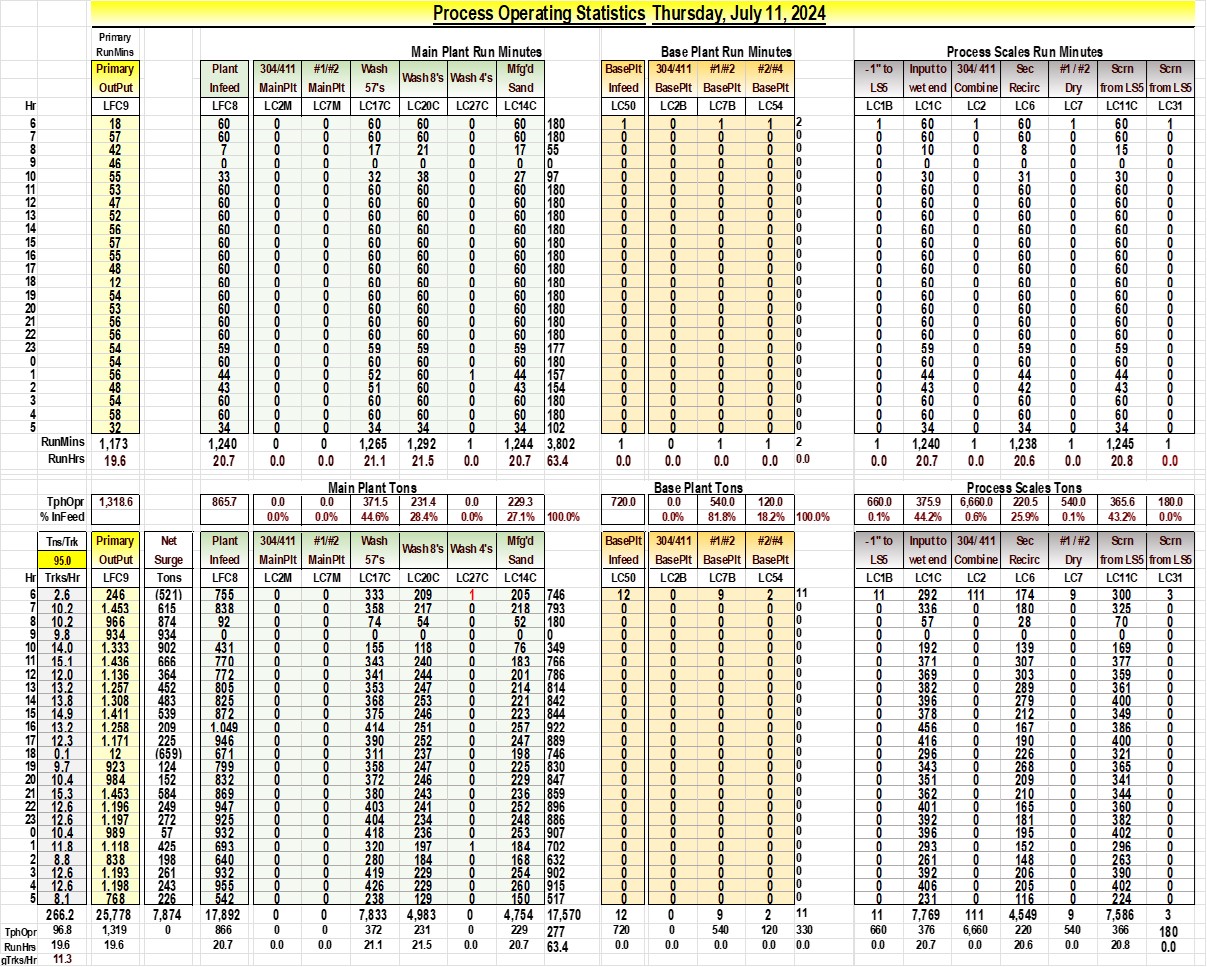 Process Operating Statistics Thursday, July 11, 2024
Primary
RunMins Main Plant Run Minutes Base Plant Run Minutes Process Scales Run Minutes
Primary Plant 304/411 #1/#2 Wash Wash 8's Wash 4's Mfg'd BasePlt 304/411 #1/#2 #2/#4 -1" to Input to 304/ 411 Sec #1 / #2 Scrn Scrn
OutPut Infeed MainPlt MainPlt 57's Sand Infeed BasePlt BasePlt BasePlt LS5 wet end Combine Recirc Dry from LS5 from LS5
Hr LFC9 LFC8 LC2M LC7M LC17C LC20C LC27C LC14C LC50 LC2B LC7B LC54 LC1B LC1C LC2 LC6 LC7 LC11C LC31
6 18 60 0 0 60 60 0 60 180 1 0 1 1 2 1 60 1 60 1 60 1
7 57 60 0 0 60 60 0 60 180 0 0 0 0 0 0 60 0 60 0 60 0
8 42 7 0 0 17 21 0 17 55 0 0 0 0 0 0 10 0 8 0 15 0
9 46 0 0 0 0 0 0 0 0 0 0 0 0 0 0 0 0 0 0 0 0
10 55 33 0 0 32 38 0 27 97 0 0 0 0 0 0 30 0 31 0 30 0
11 53 60 0 0 60 60 0 60 180 0 0 0 0 0 0 60 0 60 0 60 0
12 47 60 0 0 60 60 0 60 180 0 0 0 0 0 0 60 0 60 0 60 0
13 52 60 0 0 60 60 0 60 180 0 0 0 0 0 0 60 0 60 0 60 0
14 56 60 0 0 60 60 0 60 180 0 0 0 0 0 0 60 0 60 0 60 0
15 57 60 0 0 60 60 0 60 180 0 0 0 0 0 0 60 0 60 0 60 0
16 55 60 0 0 60 60 0 60 180 0 0 0 0 0 0 60 0 60 0 60 0
17 48 60 0 0 60 60 0 60 180 0 0 0 0 0 0 60 0 60 0 60 0
18 12 60 0 0 60 60 0 60 180 0 0 0 0 0 0 60 0 60 0 60 0
19 54 60 0 0 60 60 0 60 180 0 0 0 0 0 0 60 0 60 0 60 0
20 53 60 0 0 60 60 0 60 180 0 0 0 0 0 0 60 0 60 0 60 0
21 56 60 0 0 60 60 0 60 180 0 0 0 0 0 0 60 0 60 0 60 0
22 56 60 0 0 60 60 0 60 180 0 0 0 0 0 0 60 0 60 0 60 0
23 54 59 0 0 59 59 0 59 177 0 0 0 0 0 0 59 0 59 0 59 0
0 54 60 0 0 60 60 0 60 180 0 0 0 0 0 0 60 0 60 0 60 0
1 56 44 0 0 52 60 1 44 157 0 0 0 0 0 0 44 0 44 0 44 0
2 48 43 0 0 51 60 0 43 154 0 0 0 0 0 0 43 0 42 0 43 0
3 54 60 0 0 60 60 0 60 180 0 0 0 0 0 0 60 0 60 0 60 0
4 58 60 0 0 60 60 0 60 180 0 0 0 0 0 0 60 0 60 0 60 0
5 32 34 0 0 34 34 0 34 102 0 0 0 0 0 0 34 0 34 0 34 0
RunMins 1,173 1,240 0 0 1,265 1,292 1 1,244 3,802 1 0 1 1 2 1 1,240 1 1,238 1 1,245 1
RunHrs 19.6 20.7 0.0 0.0 21.1 21.5 0.0 20.7 63.4 0.0 0.0 0.0 0.0 0.0 0.0 20.7 0.0 20.6 0.0 20.8 0.0
Main Plant Tons Base Plant Tons Process Scales Tons
TphOpr 1,318.6 865.7 0.0 0.0 371.5 231.4 0.0 229.3 720.0 0.0 540.0 120.0 660.0 375.9 6,660.0 220.5 540.0 365.6 180.0
% InFeed 0.0% 0.0% 44.6% 28.4% 0.0% 27.1% 100.0% 0.0% 81.8% 18.2% 100.0% 0.1% 44.2% 0.6% 25.9% 0.1% 43.2% 0.0%
Tns/Trk Primary Net Plant 304/411 #1/#2 Wash Wash 8's Wash 4's Mfg'd BasePlt 304/411 #1/#2 #2/#4 -1" to Input to 304/ 411 Sec #1 / #2 Scrn Scrn
95.0 OutPut Surge Infeed MainPlt MainPlt 57's Sand Infeed BasePlt BasePlt BasePlt LS5 wet end Combine Recirc Dry from LS5 from LS5
Hr Trks/Hr LFC9 Tons LFC8 LC2M LC7M LC17C LC20C LC27C LC14C LC50 LC2B LC7B LC54 LC1B LC1C LC2 LC6 LC7 LC11C LC31
6 2.6 246 (521) 755 0 0 333 209 1 205 746 12 0 9 2 11 11 292 111 174 9 300 3
7 10.2 1.453 615 838 0 0 358 217 0 218 793 0 0 0 0 0 0 336 0 180 0 325 0
8 10.2 966 874 92 0 0 74 54 0 52 180 0 0 0 0 0 0 57 0 28 0 70 0
9 9.8 934 934 0 0 0 0 0 0 0 0 0 0 0 0 0 0 0 0 0 0 0 0
10 14.0 1.333 902 431 0 0 155 118 0 76 349 0 0 0 0 0 0 192 0 139 0 169 0
11 15.1 1.436 666 770 0 0 343 240 0 183 766 0 0 0 0 0 0 371 0 307 0 377 0
12 12.0 1.136 364 772 0 0 341 244 0 201 786 0 0 0 0 0 0 369 0 303 0 359 0
13 13.2 1.257 452 805 0 0 353 247 0 214 814 0 0 0 0 0 0 382 0 289 0 361 0
14 13.8 1.308 483 825 0 0 368 253 0 221 842 0 0 0 0 0 0 396 0 279 0 400 0
15 14.9 1.411 539 872 0 0 375 246 0 223 844 0 0 0 0 0 0 378 0 212 0 349 0
16 13.2 1.258 209 1.049 0 0 414 251 0 257 922 0 0 0 0 0 0 456 0 167 0 386 0
17 12.3 1.171 225 946 0 0 390 252 0 247 889 0 0 0 0 0 0 416 0 190 0 400 0
18 0.1 12 (659) 671 0 0 311 237 0 198 746 0 0 0 0 0 0 296 0 226 0 321 0
19 9.7 923 124 799 0 0 358 247 0 225 830 0 0 0 0 0 0 343 0 268 0 365 0
20 10.4 984 152 832 0 0 372 246 0 229 847 0 0 0 0 0 0 351 0 209 0 341 0
21 15.3 1.453 584 869 0 0 380 243 0 236 859 0 0 0 0 0 0 362 0 210 0 344 0
22 12.6 1.196 249 947 0 0 403 241 0 252 896 0 0 0 0 0 0 401 0 165 0 360 0
23 12.6 1.197 272 925 0 0 404 234 0 248 886 0 0 0 0 0 0 392 0 181 0 382 0
0 10.4 989 57 932 0 0 418 236 0 253 907 0 0 0 0 0 0 396 0 195 0 402 0
1 11.8 1.118 425 693 0 0 320 197 1 184 702 0 0 0 0 0 0 293 0 152 0 296 0
2 8.8 838 198 640 0 0 280 184 0 168 632 0 0 0 0 0 0 261 0 148 0 263 0
3 12.6 1.193 261 932 0 0 419 229 0 254 902 0 0 0 0 0 0 392 0 206 0 390 0
4 12.6 1.198 243 955 0 0 426 229 0 260 915 0 0 0 0 0 0 406 0 205 0 402 0
5 8.1 768 226 542 0 0 238 129 0 150 517 0 0 0 0 0 0 231 0 116 0 224 0
266.2 25,778 7,874 17,892 0 0 7,833 4,983 0 4,754 17,570 12 0 9 2 11 11 7,769 111 4,549 9 7,586 3
TphOpr 96.8 1,319 0 866 0 0 372 231 0 229 277 720 0 540 120 330 660 376 6,660 220 540 366 180
RunHrs 19.6 19.6 20.7 0.0 0.0 21.1 21.5 0.0 20.7 63.4 0.0 0.0 0.0 0.0 0.0 20.7 0.0 20.6 0.0 20.8 0.0
gTrks/Hr 11.3